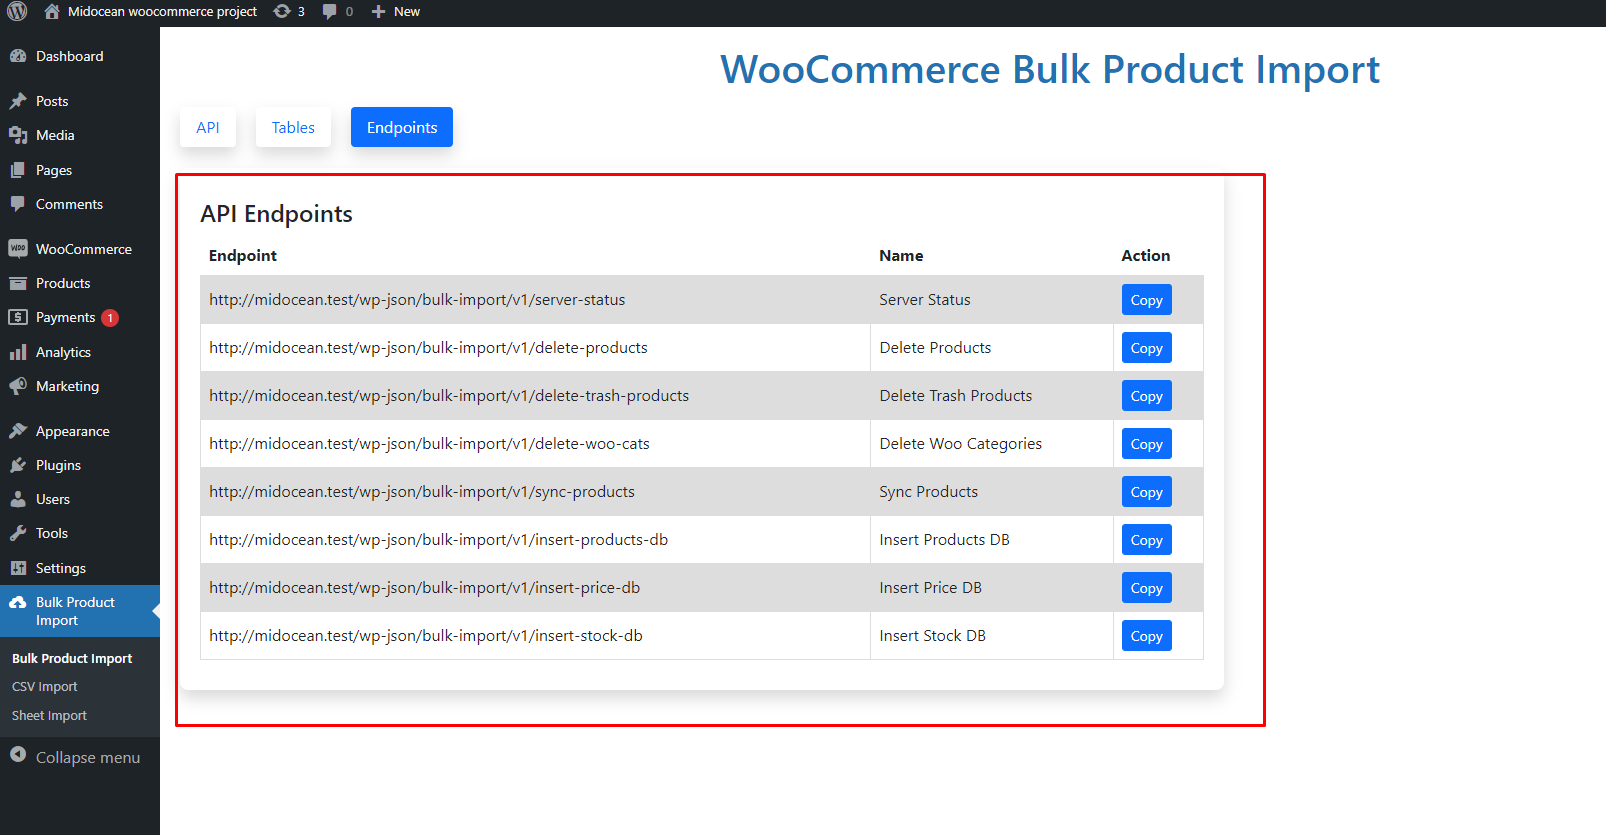 Midocean woocommerce project 3 0 New
Dashboard
Posts
Media
Pages
Comments
WOO WooCommerce
Products
Payments 1
Analytics
Marketing
Appearance
Plugins
Users
Tools
Settings
Bulk Product
Import
Bulk Product Import
CSV Import
Sheet Import
Collapse menu
WooCommerce Bulk Product Import
API Tables Endpoints
API Endpoints
Endpoint Name Action
http://midocean.test/wp-json/bulk-import/v1/server-status Server Status Copy
http://midocean.test/wp-json/bulk-import/v1/delete-products Delete Products Copy
http://midocean.test/wp-json/bulk-import/v1/delete-trash-products Delete Trash Products Copy
http://midocean.test/wp-json/bulk-import/v1/delete-woo-cats Delete Woo Categories Copy
http://midocean.test/wp-json/bulk-import/v1/sync-products Sync Products Copy
http://midocean.test/wp-json/bulk-import/v1/insert-products-db Insert Products DB Copy
http://midocean.test/wp-json/bulk-import/v1/insert-price-db Insert Price DB Copy
http://midocean.test/wp-json/bulk-import/v1/insert-stock-db Insert Stock DB Copy